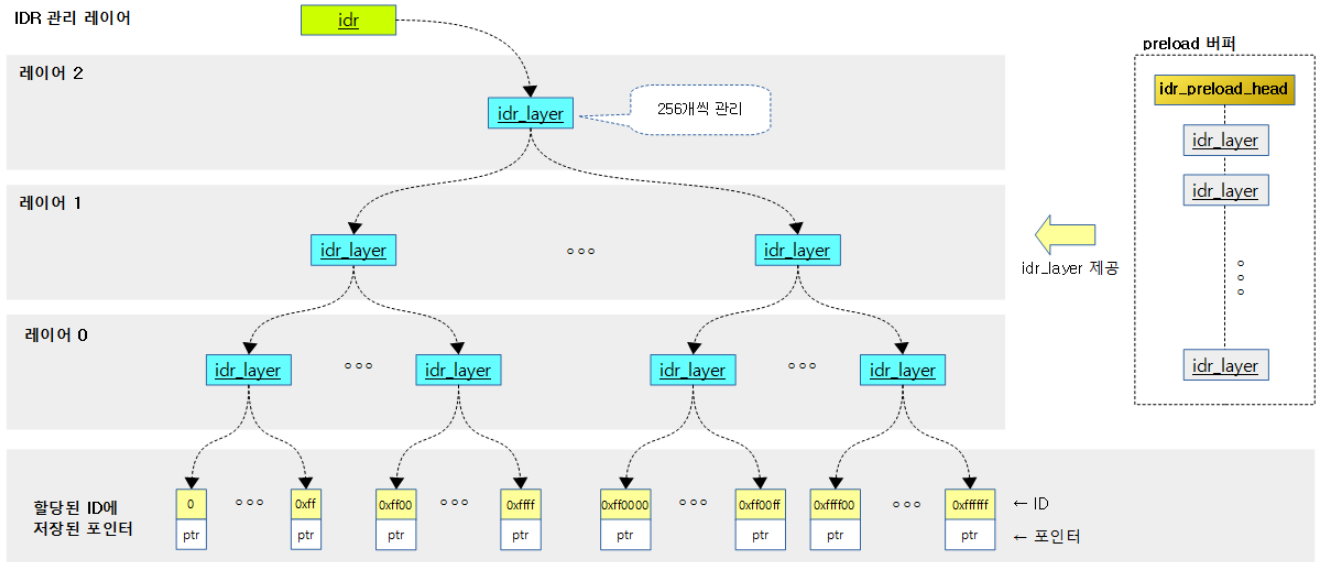 IDR 관리 레이어
idr
preload 버퍼
레이어 2
idr_preload_head
idr_layer
256개씩 관리
idr_layer
idr_layer
레이어 1
idr_layer
idr_layer
idr_layer 제공
레이어 0
idr_layer
idr_layer
idr_layer
idr_layer
idr_layer
할당된 ID에
저장된 포인터
0
0xff
0xff00
0xffff
0xff0000
0xff00ff
0xffff00
0xffffff
← ID
ptr
ptr
ptr
ptr
ptr
ptr
ptr
ptr
← 포인터